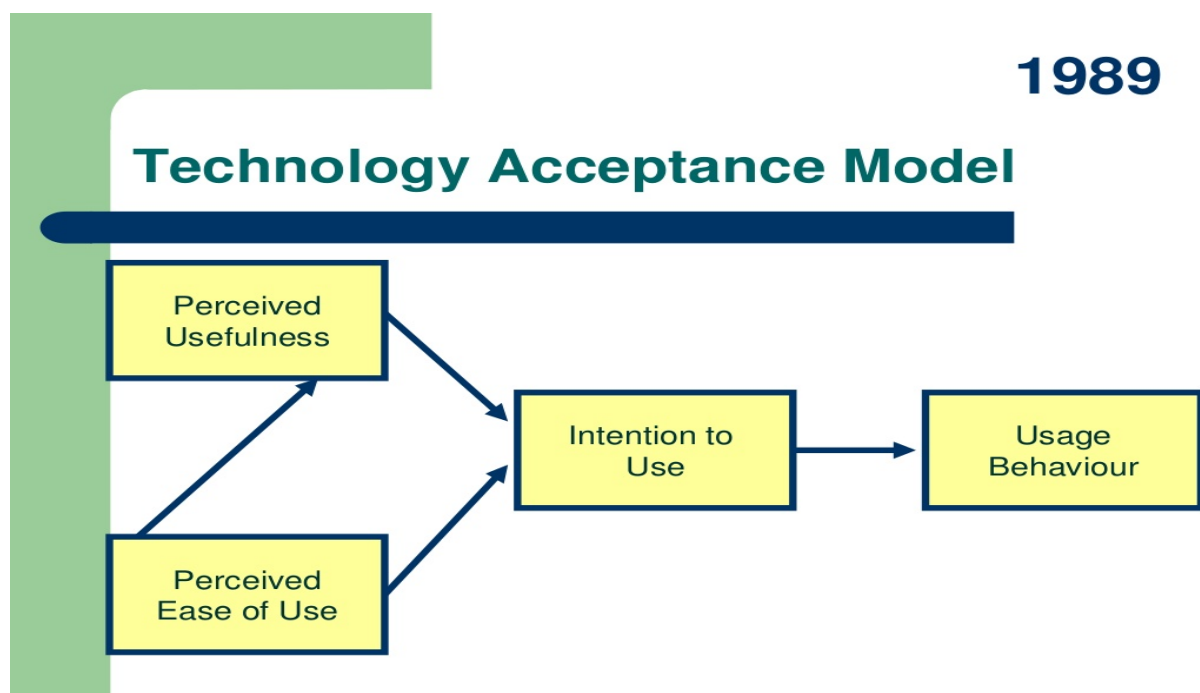 1989
Technology Acceptance Model
Perceived
Usefulness
Intention to
Use
Usage
Behaviour
Perceived
Ease of Use